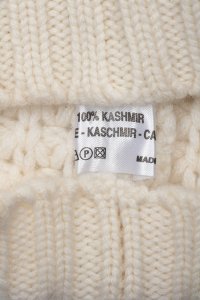 100% KASHMIR
E - KASCHMIR - CA
P
MADE